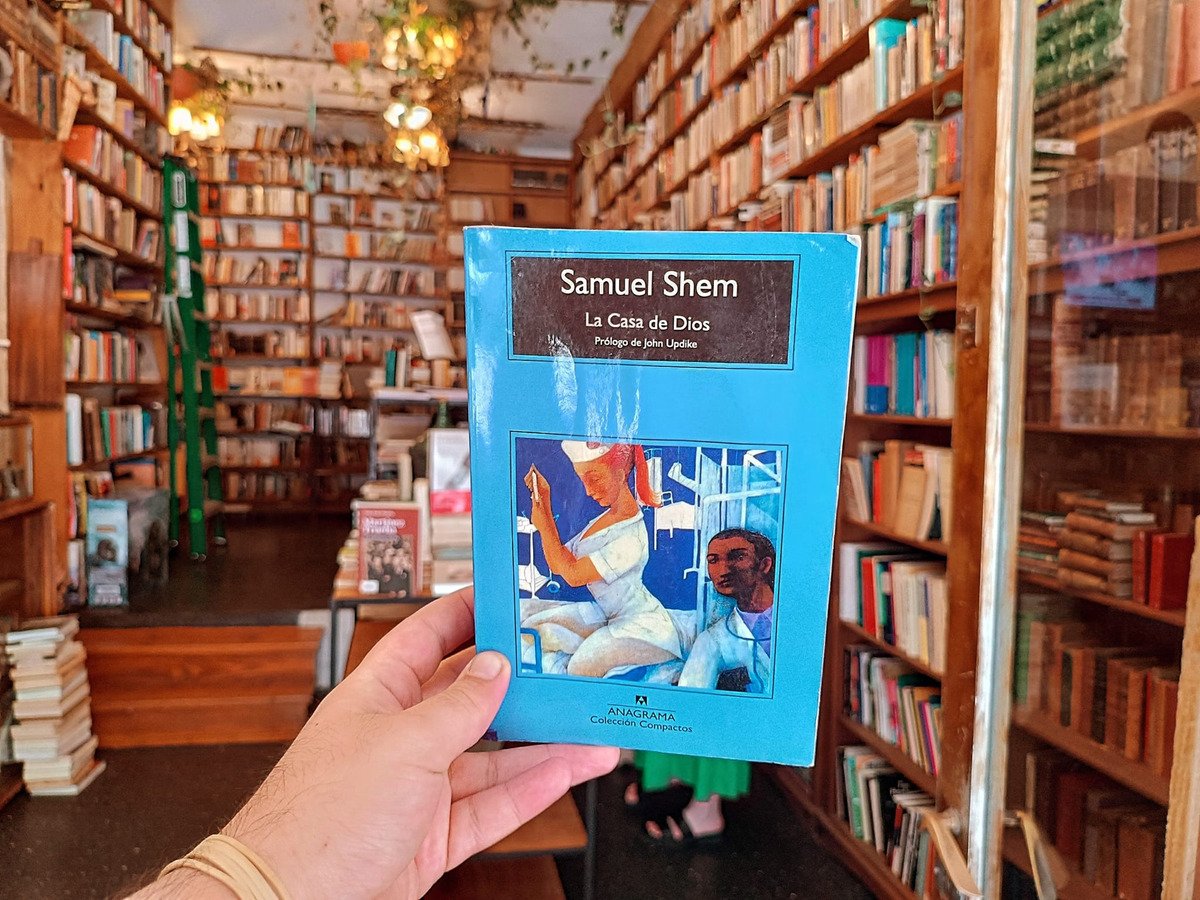 Samuel Shem
La Casa de Dios
Prólogo de John Updike
ANAGRAMA
Colección Compactos